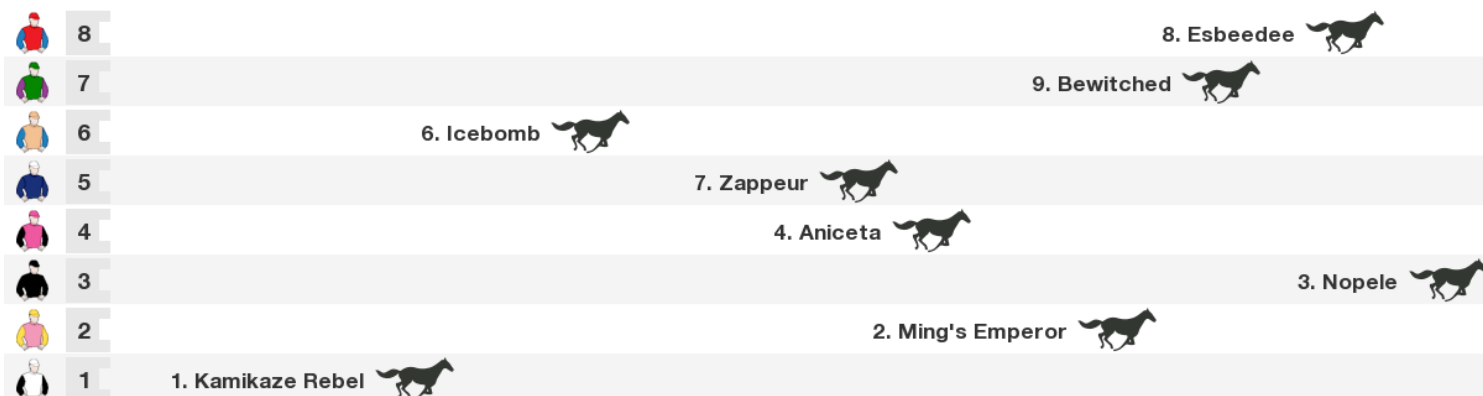 8 8. Esbeedee
7 9. Bewitched
6 6. Icebomb
5 7. Zappeur
4 4. Aniceta
3 3. Nopele
2 2. Ming's Emperor
1 1. Kamikaze Rebel